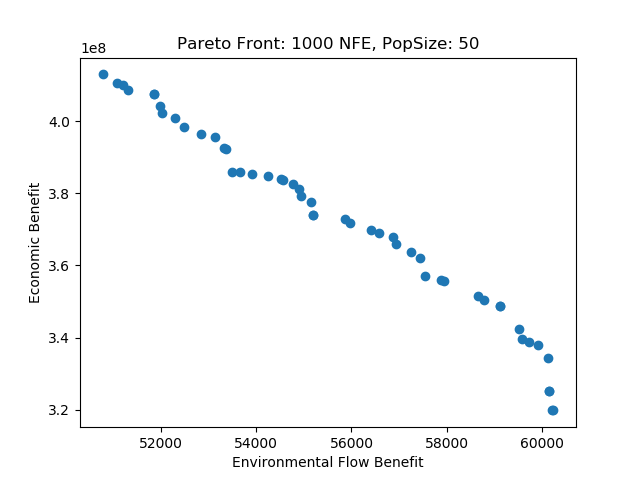 Pareto Front: 1000 NFE, PopSize: 50
1e8
4.0
3.8
3.6
3.4
3.2
Economic Benefit
52000 54000 56000 58000 60000
Environmental Flow Benefit